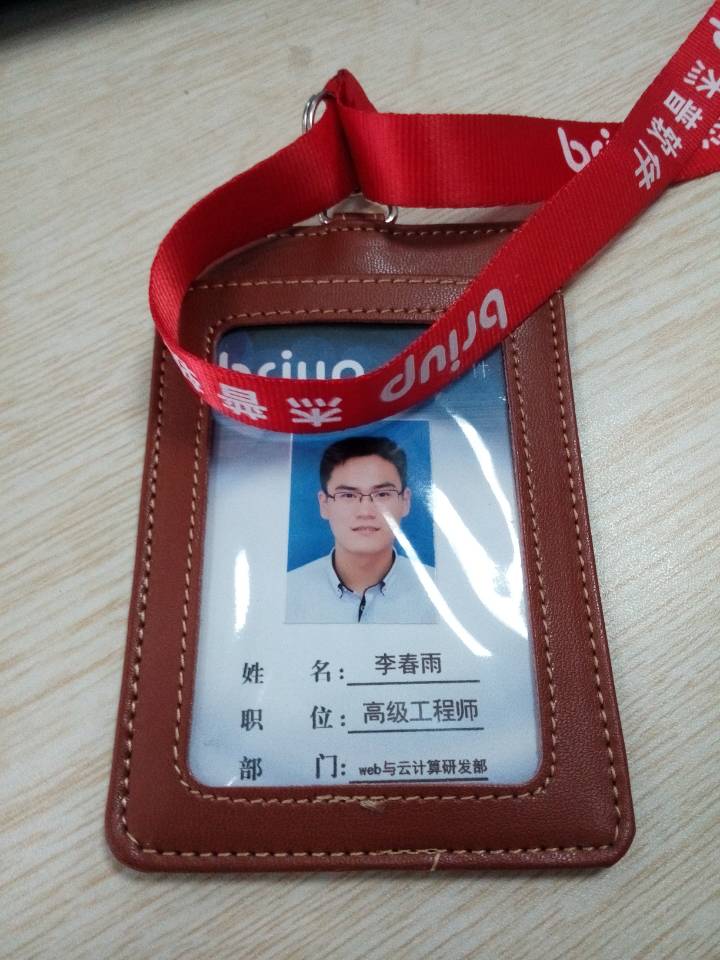 briup
杰普软件
briup
杰普
briup
件
姓 名：李春雨
职 位：高级工程师
部 门：web与云计算研发部